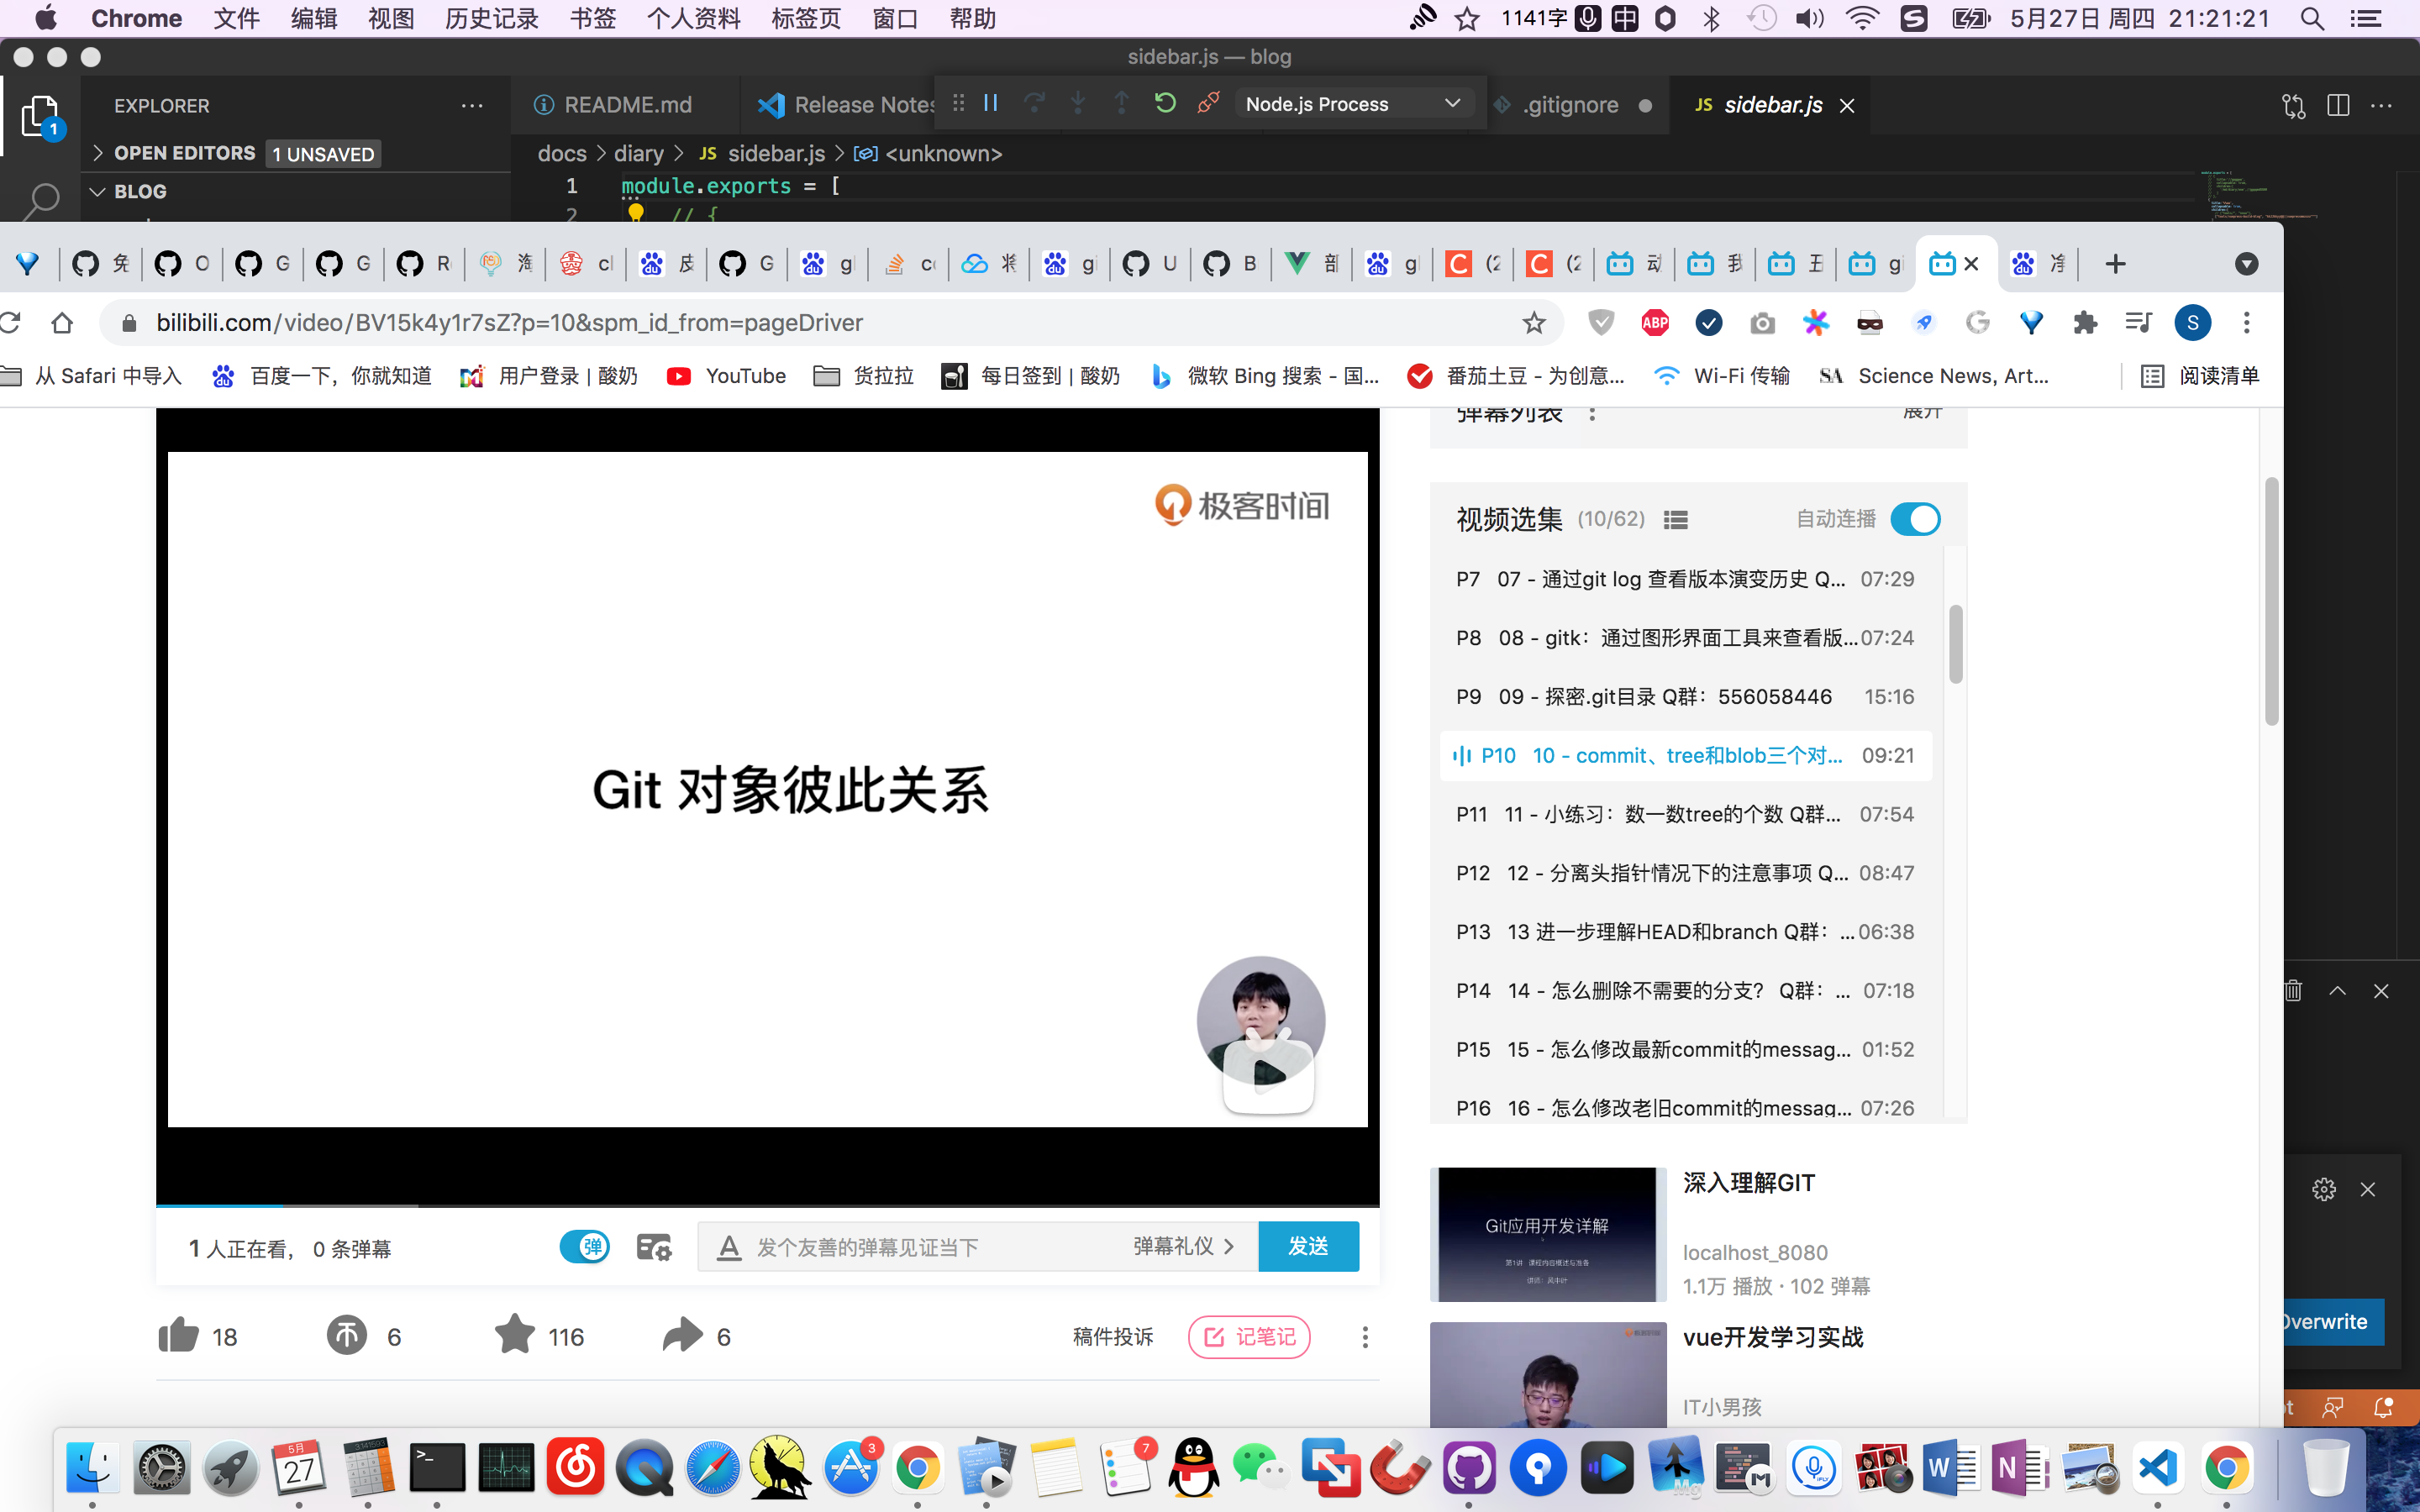 Chrome 文件 编辑 视图 历史记录 书签 个人资料 标签页 窗口 帮助 1141字 中 5月27日 周四 21:21:21
sidebar.js — blog
EXPLORER
README.md
Release Notes
Node.js Process
.gitignore
JS sidebar.js
1
OPEN EDITORS 1 UNSAVED
docs > diary > JS sidebar.js > <unknown>
BLOG
1 module.exports = [
2 // {
bilibili.com/video/BV15k4y1r7sZ?p=10&spm_id_from=pageDriver
ABP
S
从 Safari 中导入
百度一下，你就知道
用户登录 | 酸奶
YouTube
货拉拉
每日签到 | 酸奶
微软 Bing 搜索 - 国...
番茄土豆 - 为创意...
Wi-Fi 传输
SA Science News, Art...
阅读清单
弹幕列表 展开
极客时间
Git 对象彼此关系
视频选集 (10/62) 自动连播
P7 07 - 通过git log 查看版本演变历史 Q... 07:29
P8 08 - gitk：通过图形界面工具来查看版... 07:24
P9 09 - 探密.git目录 Q群：556058446 15:16
P10 10 - commit、tree和blob三个对... 09:21
P11 11 - 小练习：数一数tree的个数 Q群... 07:54
P12 12 - 分离头指针情况下的注意事项 Q... 08:47
P13 13 进一步理解HEAD和branch Q群：... 06:38
P14 14 - 怎么删除不需要的分支？ Q群：... 07:18
P15 15 - 怎么修改最新commit的messag... 01:52
P16 16 - 怎么修改老旧commit的messag... 07:26
1 人正在看， 0 条弹幕
弹
发个友善的弹幕见证当下
弹幕礼仪 >
发送
18
6
116
6
稿件投诉
记笔记
Git应用开发详解
深入理解GIT
localhost_8080
1.1万 播放 · 102 弹幕
vue开发学习实战
IT小男孩
Overwrite
5月
27
3
7